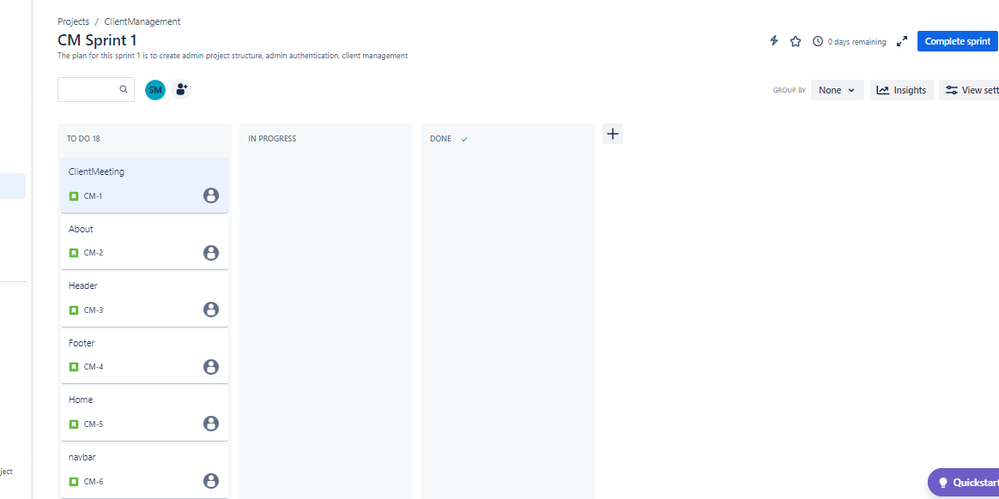 Projects / ClientManagement
CM Sprint 1
0 days remaining
Complete sprint
The plan for this sprint 1 is to create admin project structure, admin authentication, client management
SM
GROUP BY
None
Insights
View sett
TO DO 18
IN PROGRESS
DONE
ClientMeeting
CM-1
About
CM-2
Header
CM-3
Footer
CM-4
Home
CM-5
navbar
CM-6
ject
Quickstart